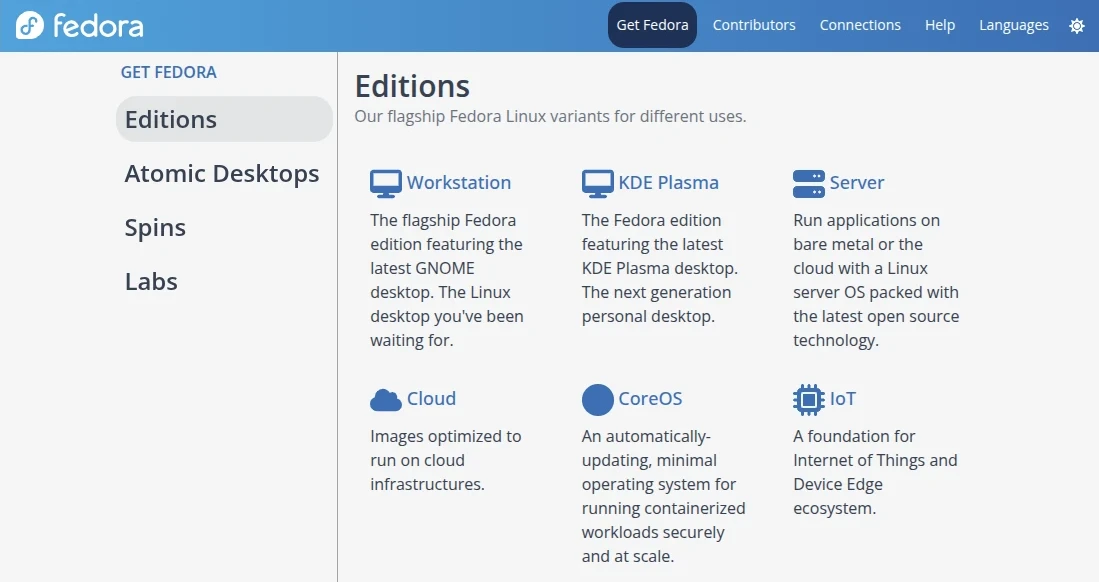 fedora
Get Fedora Contributors Connections Help Languages
GET FEDORA
Editions
Atomic Desktops
Spins
Labs
Editions
Our flagship Fedora Linux variants for different uses.
Workstation
The flagship Fedora
edition featuring the
latest GNOME
desktop. The Linux
desktop you've been
waiting for.
KDE Plasma
The Fedora edition
featuring the latest
KDE Plasma desktop.
The next generation
personal desktop.
Server
Run applications on
bare metal or the
cloud with a Linux
server OS packed with
the latest open source
technology.
Cloud
Images optimized to
run on cloud
infrastructures.
CoreOS
An automatically-
updating, minimal
operating system for
running containerized
workloads securely
and at scale.
IoT
A foundation for
Internet of Things and
Device Edge
ecosystem.